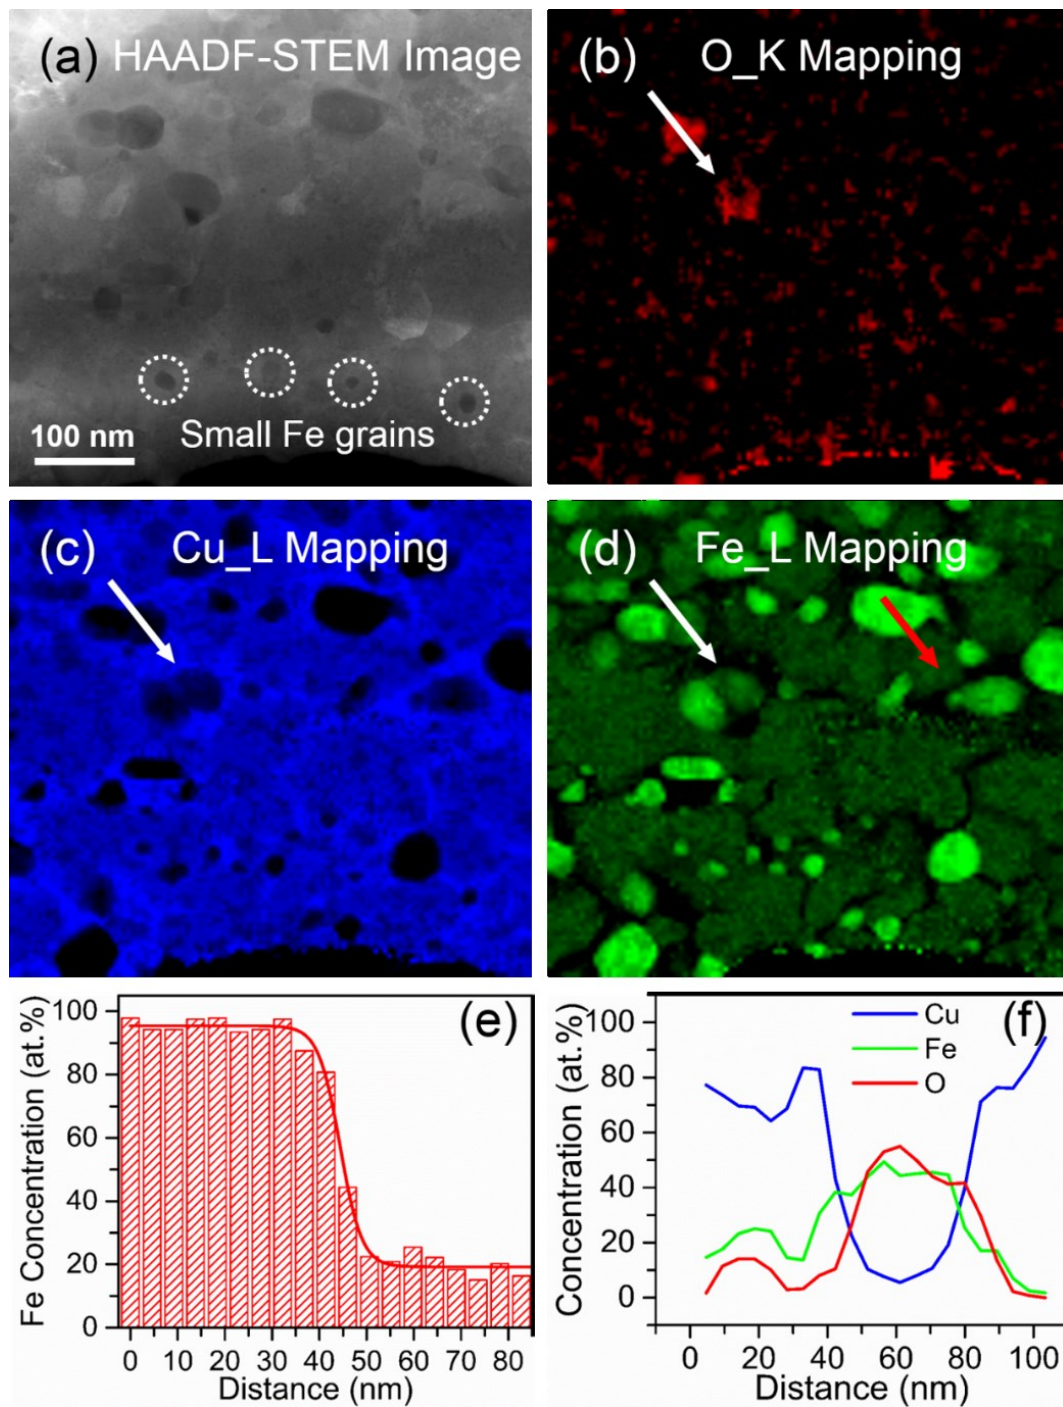 (a) HAADF-STEM Image
100 nm
Small Fe grains
(b) O_K Mapping
(c) Cu_L Mapping
(d) Fe_L Mapping
(e)
Fe Concentration (at.%)
100
80
60
40
20
0
0 10 20 30 40 50 60 70 80
Distance (nm)
(f)
Cu
Fe
O
Concentration (at.%)
100
80
60
40
20
0
0 20 40 60 80 100
Distance (nm)